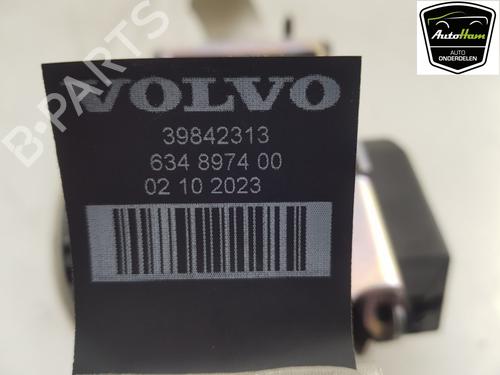 AutoHam
AUTO
ONDERDELEN
B-PARTS
VOLVO
39842313
634 8974 00
02 10 2023